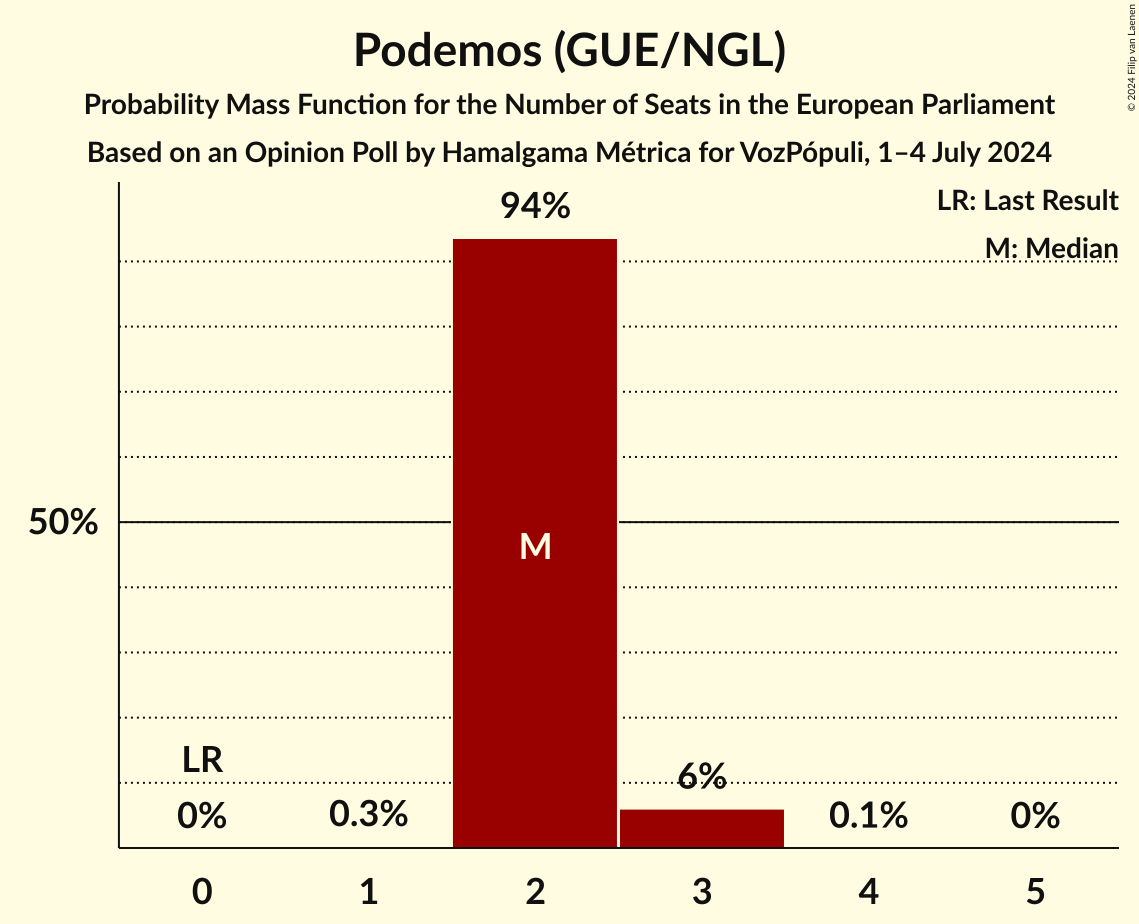 Podemos (GUE/NGL)
Probability Mass Function for the Number of Seats in the European Parliament
Based on an Opinion Poll by Hamalgama Métrica for VozPópuli, 1–4 July 2024
© 2024 Filip van Laenen
LR: Last Result
M: Median
94%
50%
M
LR
0%
0.3%
6%
0.1%
0%
0 1 2 3 4 5